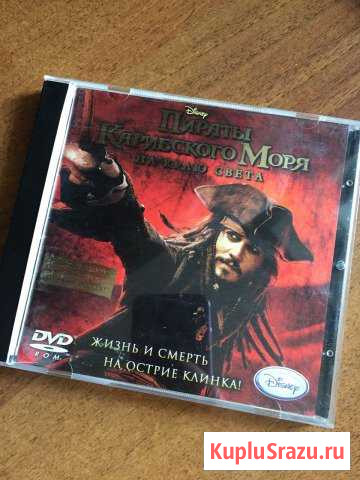 Disney
Пираты
Карибского Моря
На краю света
DVD
ROM
Жизнь и смерть
на острие клинка!
Disney
KupluSrazu.ru